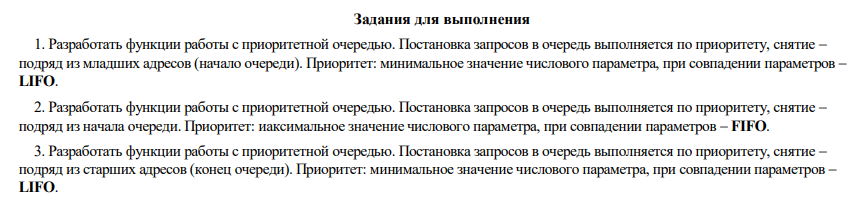 Задания для выполнения
1. Разработать функции работы с приоритетной очередью. Постановка запросов в очередь выполняется по приоритету, снятие –
подряд из младших адресов (начало очереди). Приоритет: минимальное значение числового параметра, при совпадении параметров –
LIFO.
2. Разработать функции работы с приоритетной очередью. Постановка запросов в очередь выполняется по приоритету, снятие –
подряд из начала очереди. Приоритет: иаксимальное значение числового параметра, при совпадении параметров – FIFO.
3. Разработать функции работы с приоритетной очередью. Постановка запросов в очередь выполняется по приоритету, снятие –
подряд из старших адресов (конец очереди). Приоритет: минимальное значение числового параметра, при совпадении параметров –
LIFO.